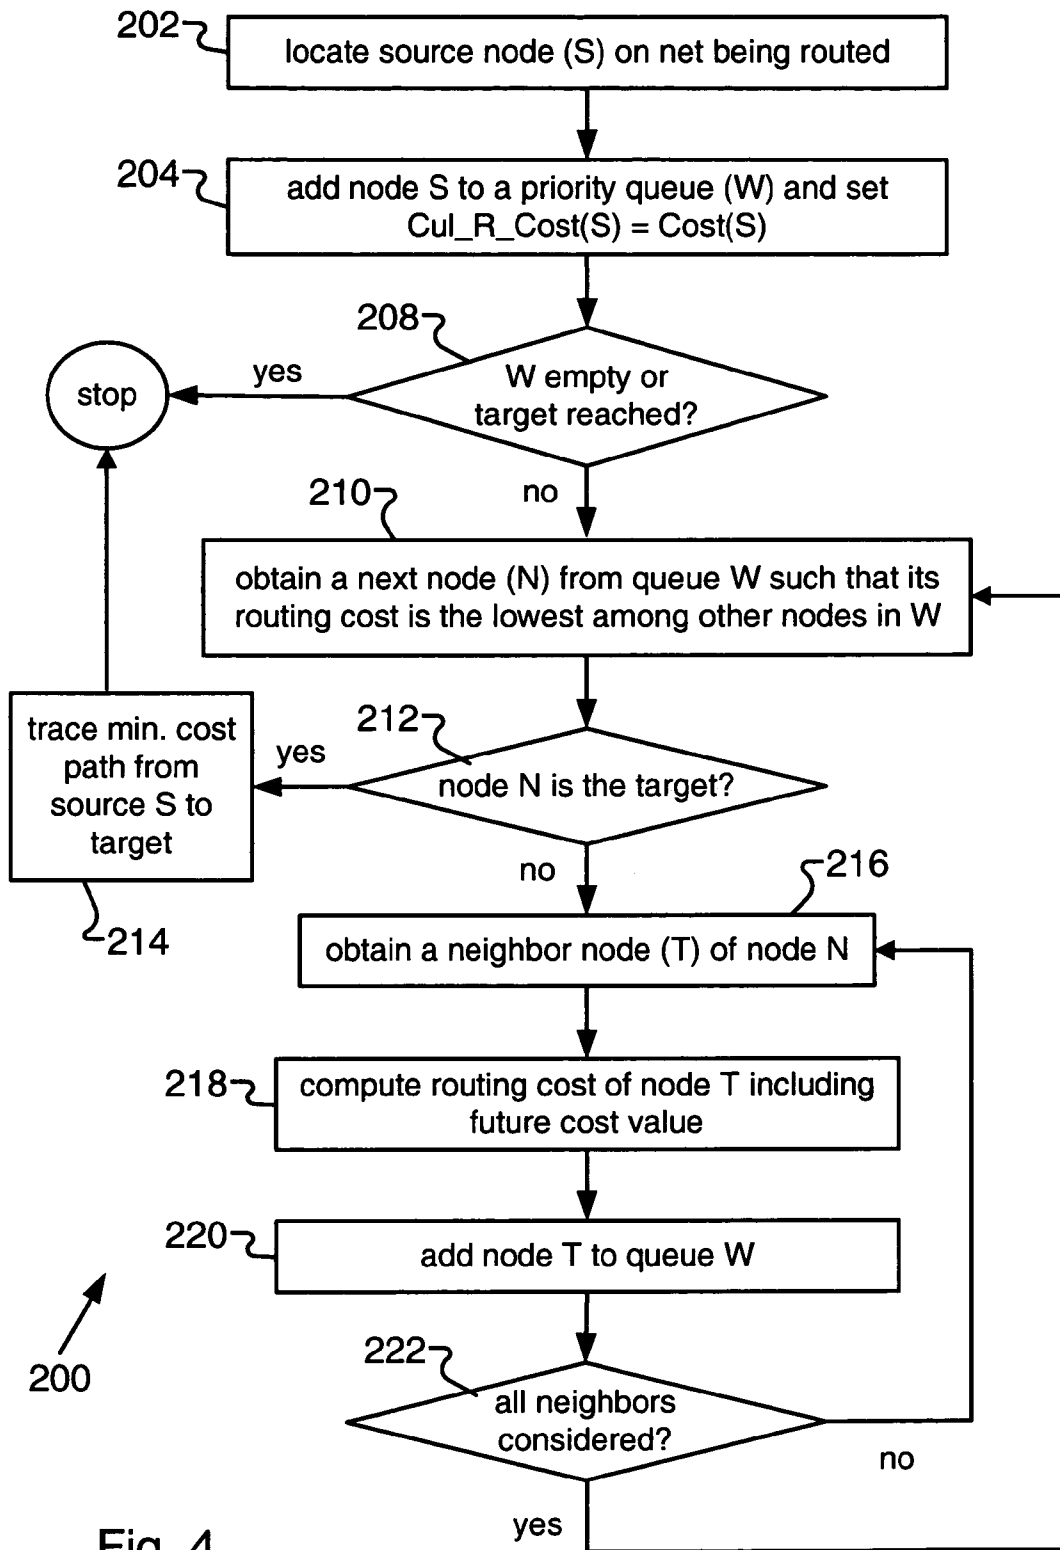 202
locate source node (S) on net being routed
204
add node S to a priority queue (W) and set
Cul_R_Cost(S) = Cost(S)
208
W empty or
target reached?
yes
stop
no
210
obtain a next node (N) from queue W such that its
routing cost is the lowest among other nodes in W
212
node N is the target?
yes
trace min. cost
path from
source S to
target
214
no
216
obtain a neighbor node (T) of node N
218
compute routing cost of node T including
future cost value
220
add node T to queue W
200
222
all neighbors
considered?
no
yes
Fig. 4